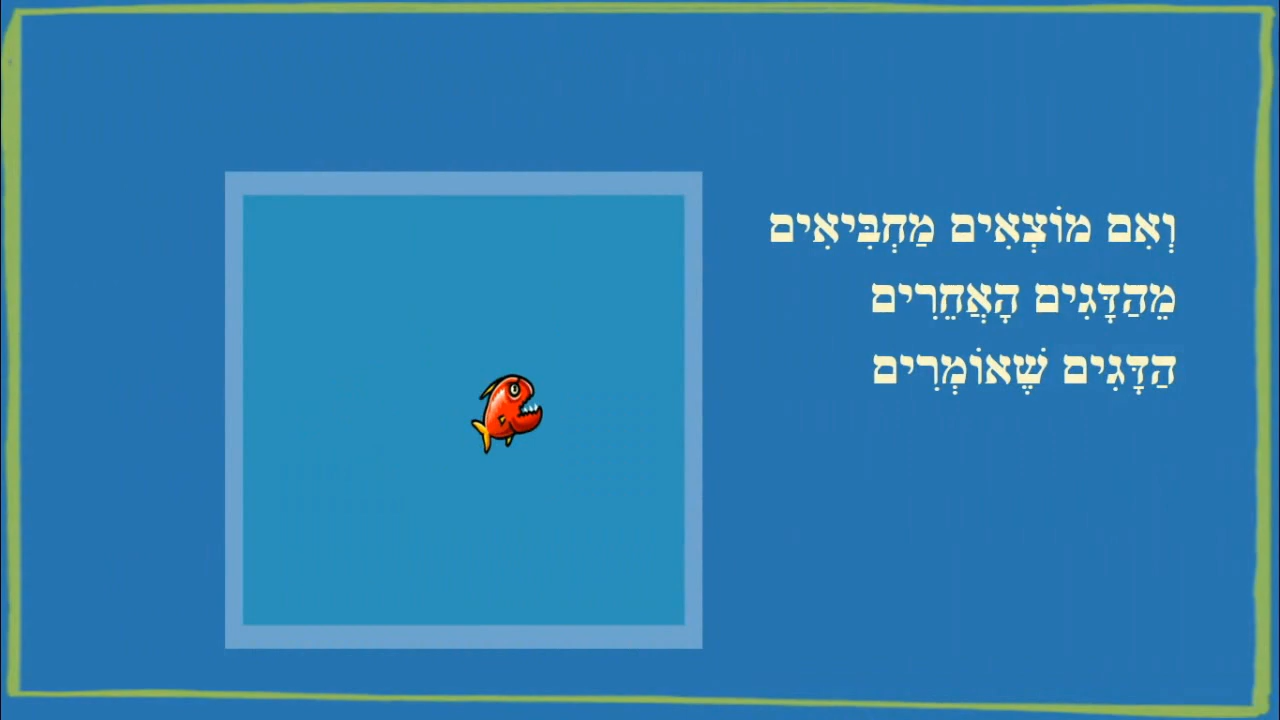 וְאִם מוֹצְאִים מַחְבִּיאִים
מֵהַדָּגִים הָאֲחֵרִים
הַדָּגִים שֶׁאוֹמְרִים